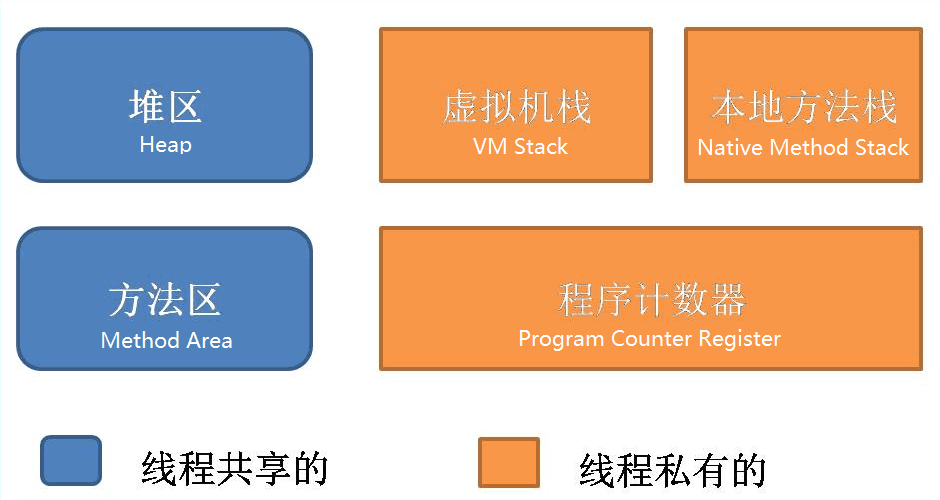 堆区
Heap
虚拟机栈
VM Stack
本地方法栈
Native Method Stack
方法区
Method Area
程序计数器
Program Counter Register
线程共享的
线程私有的